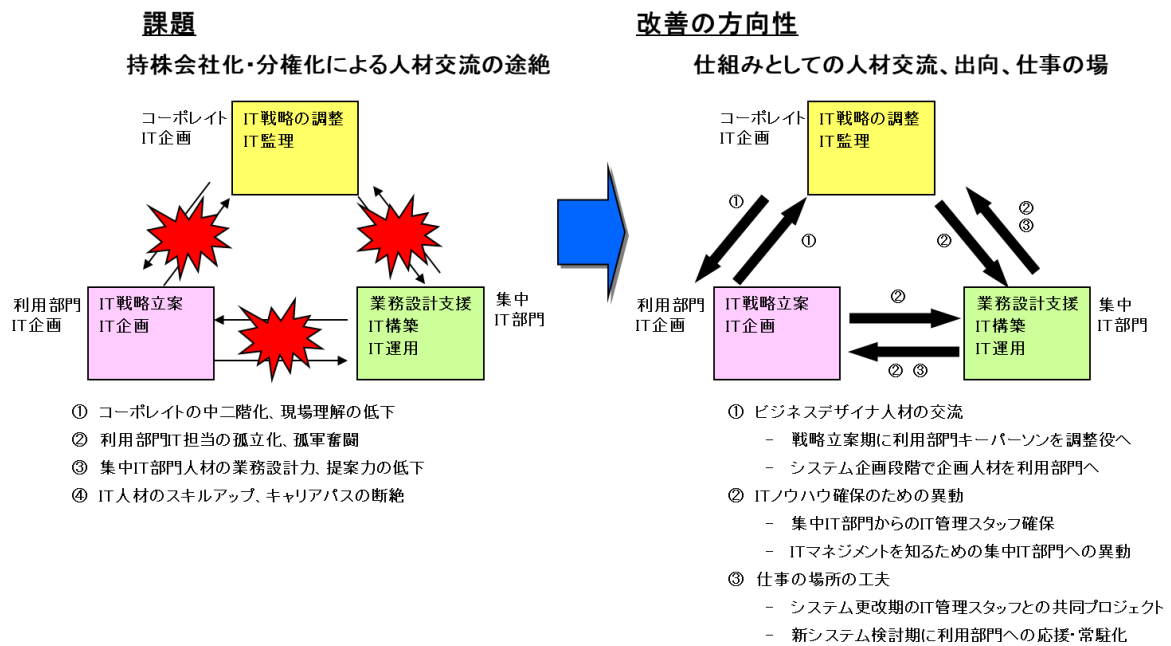 課題
持株会社化・分権化による人材交流の途絶
コーポレイト
IT企画
IT戦略の調整
IT監理
利用部門
IT企画
IT戦略立案
IT企画
業務設計支援
IT構築
IT運用
集中
IT部門
① コーポレイトの中二階化、現場理解の低下
② 利用部門IT担当の孤立化、孤軍奮闘
③ 集中IT部門人材の業務設計力、提案力の低下
④ IT人材のスキルアップ、キャリアパスの断絶
改善の方向性
仕組みとしての人材交流、出向、仕事の場
コーポレイト
IT企画
IT戦略の調整
IT監理
①
①
②
②
③
利用部門
IT企画
IT戦略立案
IT企画
②
② ③
業務設計支援
IT構築
IT運用
集中
IT部門
① ビジネスデザイナ人材の交流
- 戦略立案期に利用部門キーパーソンを調整役へ
- システム企画段階で企画人材を利用部門へ
② ITノウハウ確保のための異動
- 集中IT部門からのIT管理スタッフ確保
- ITマネジメントを知るための集中IT部門への異動
③ 仕事の場所の工夫
- システム更改期のIT管理スタッフとの共同プロジェクト
- 新システム検討期に利用部門への応援・常駐化